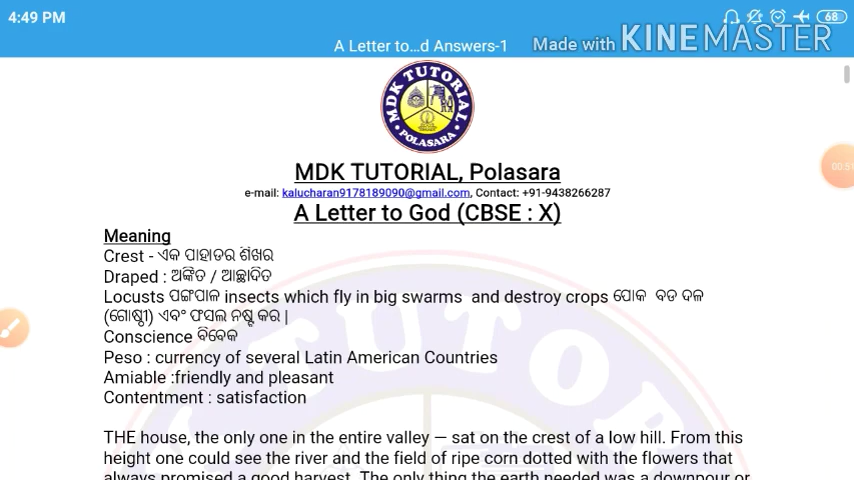 4:49 PM
68
A Letter to...d Answers-1
Made with KINEMASTER
MDK TUTORIAL
POLASARA
00:51
MDK TUTORIAL, Polasara
e-mail: kalucharan9178189090@gmail.com, Contact: +91-9438266287
A Letter to God (CBSE : X)
Meaning
Crest - ଏକ ପାହାଡର ଶିଖର
Draped : ଅଙ୍କିତ / ଆଚ୍ଛାଦିତ
Locusts ପଙ୍ଗପାଳ insects which fly in big swarms and destroy crops ପୋକ ବଡ ଦଳ
(ଗୋଷ୍ଠୀ) ଏବଂ ଫସଲ ନଷ୍ଟ କର |
Conscience ବିବେକ
Peso : currency of several Latin American Countries
Amiable :friendly and pleasant
Contentment : satisfaction
THE house, the only one in the entire valley — sat on the crest of a low hill. From this
height one could see the river and the field of ripe corn dotted with the flowers that
always promised a good harvest. The only thing the earth needed was a downpour or